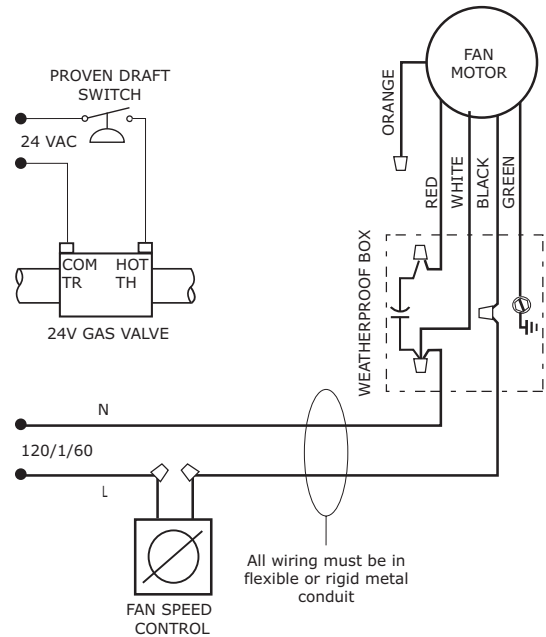 FAN
MOTOR
PROVEN DRAFT
SWITCH
24 VAC
ORANGE
RED
WHITE
BLACK
GREEN
COM
TR
HOT
TH
24V GAS VALVE
WEATHERPROOF BOX
N
120/1/60
L
All wiring must be in
flexible or rigid metal
conduit
FAN SPEED
CONTROL